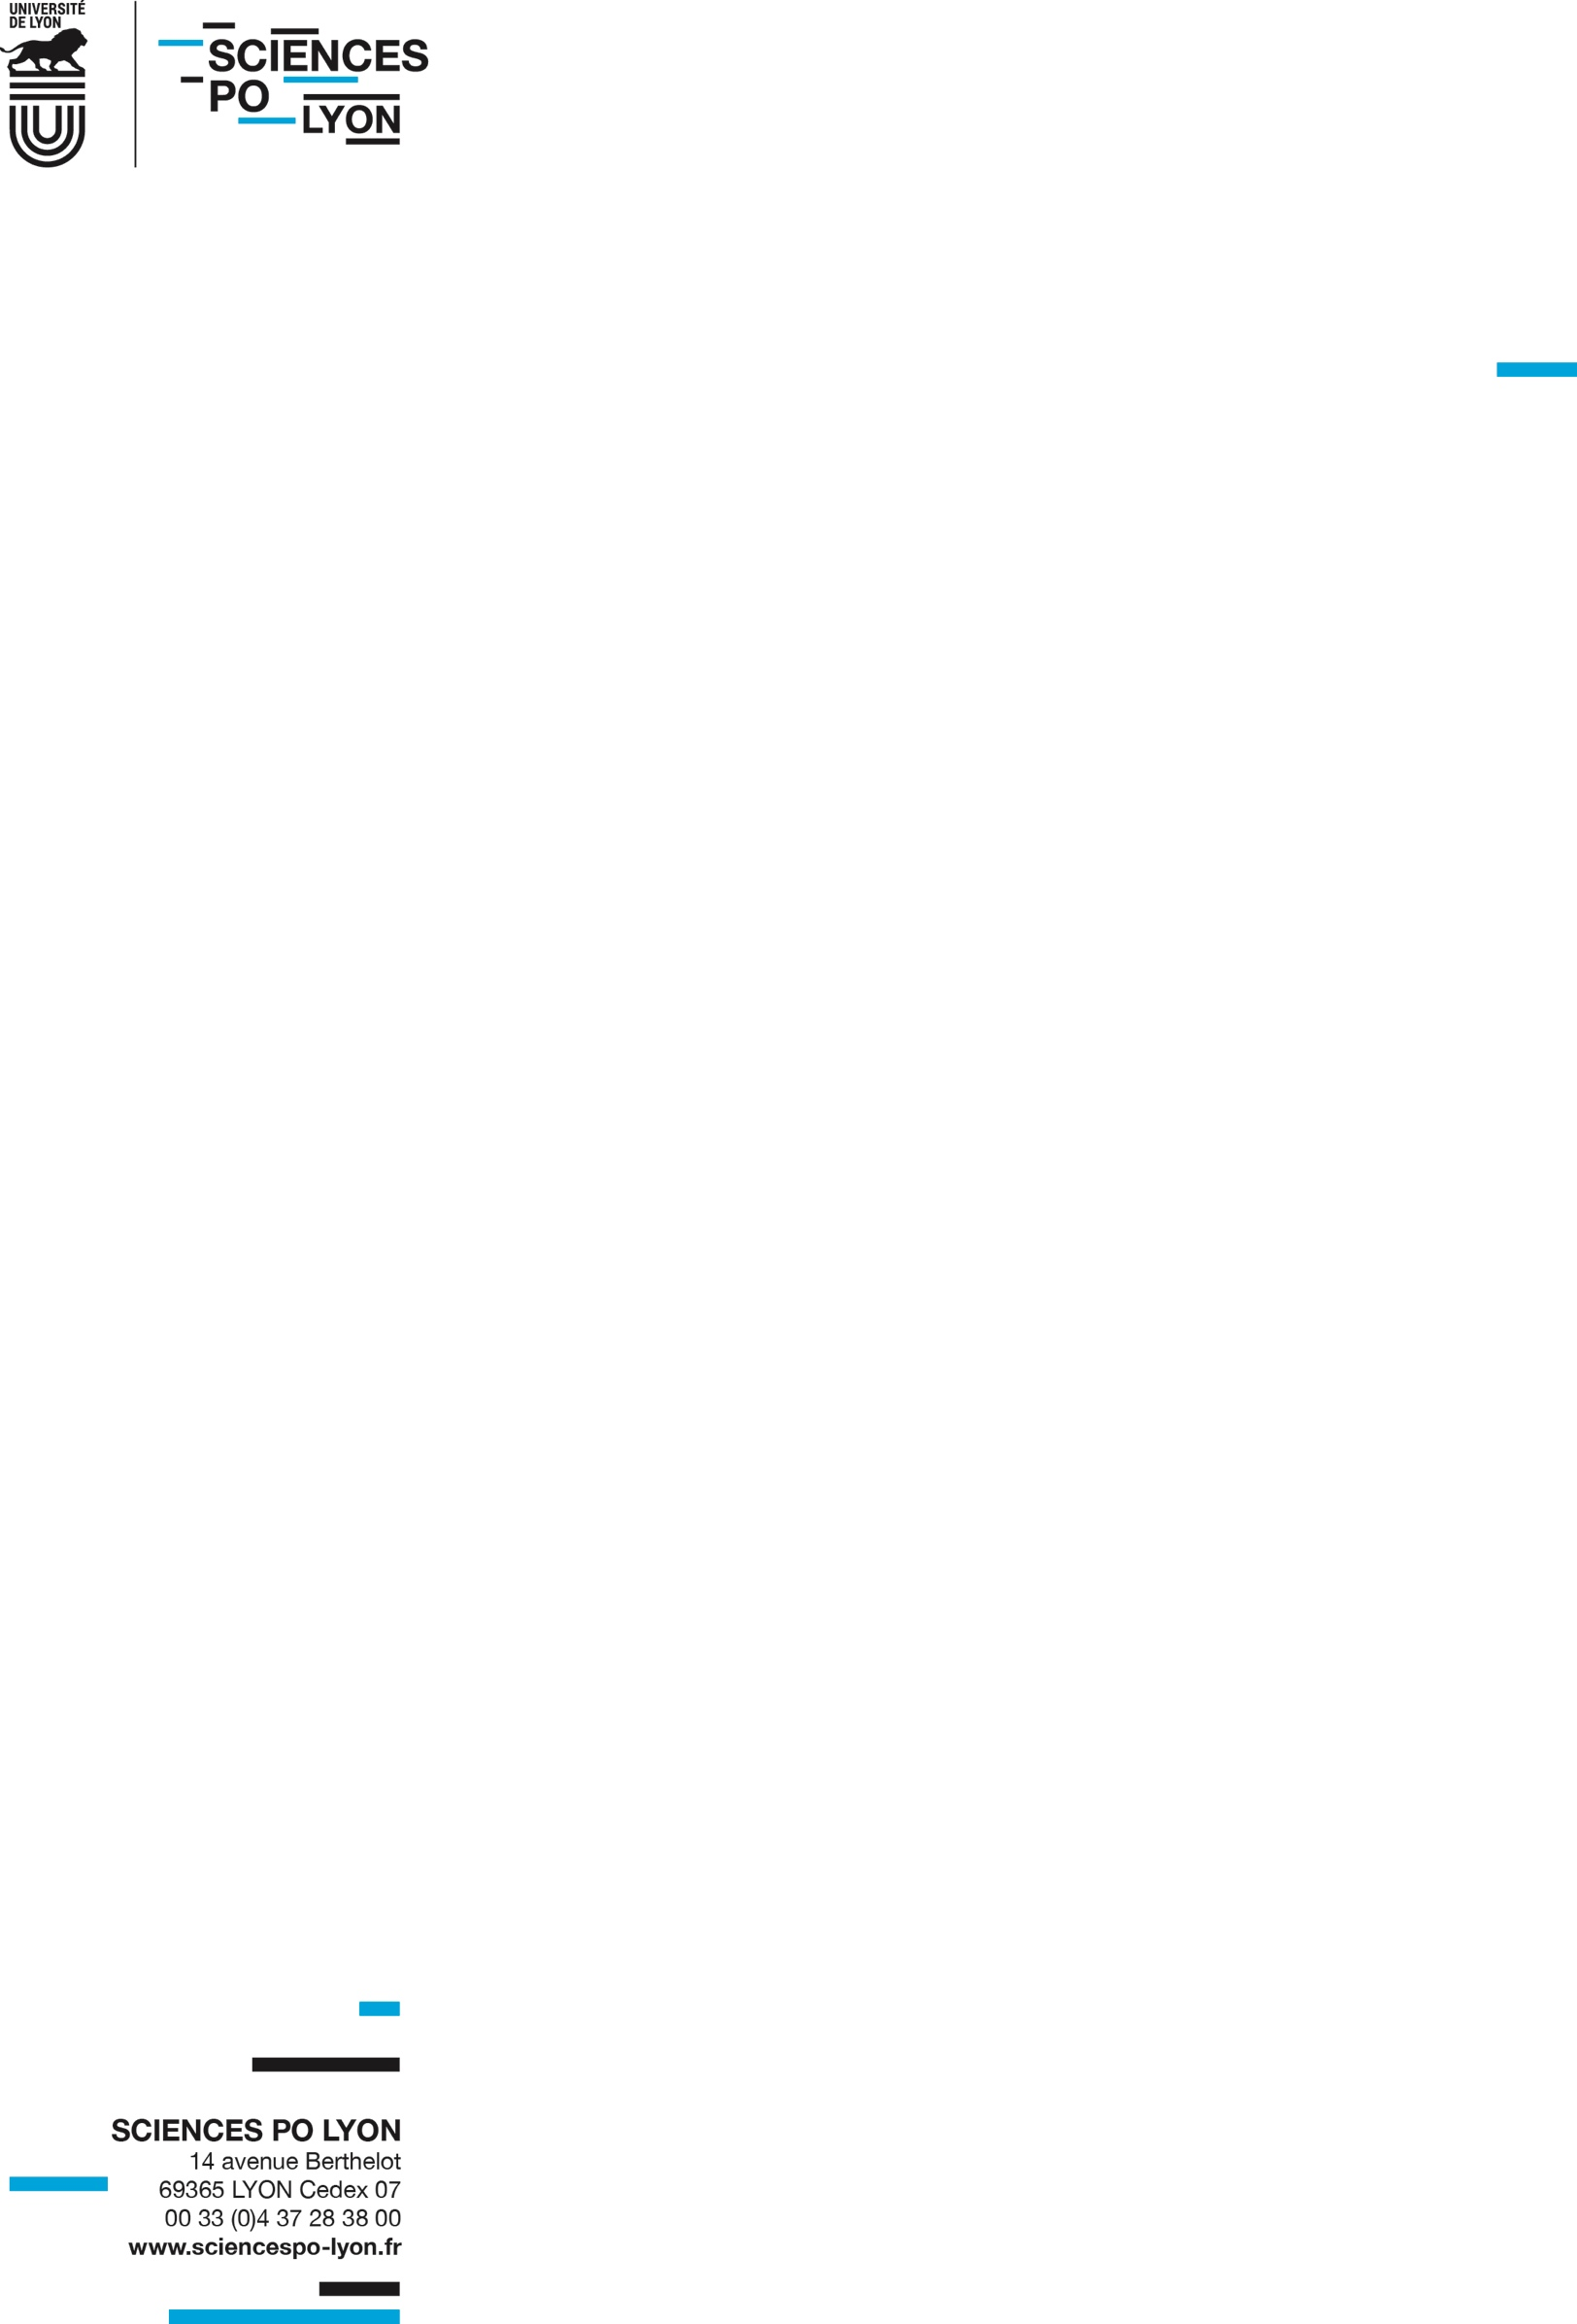 UNIVERSITÉ
DE LYON
SCIENCES
PO
LYON
SCIENCES PO LYON
14 avenue Berthelot
69365 LYON Cedex 07
00 33 (0)4 37 28 38 00
www.sciencespo-lyon.fr